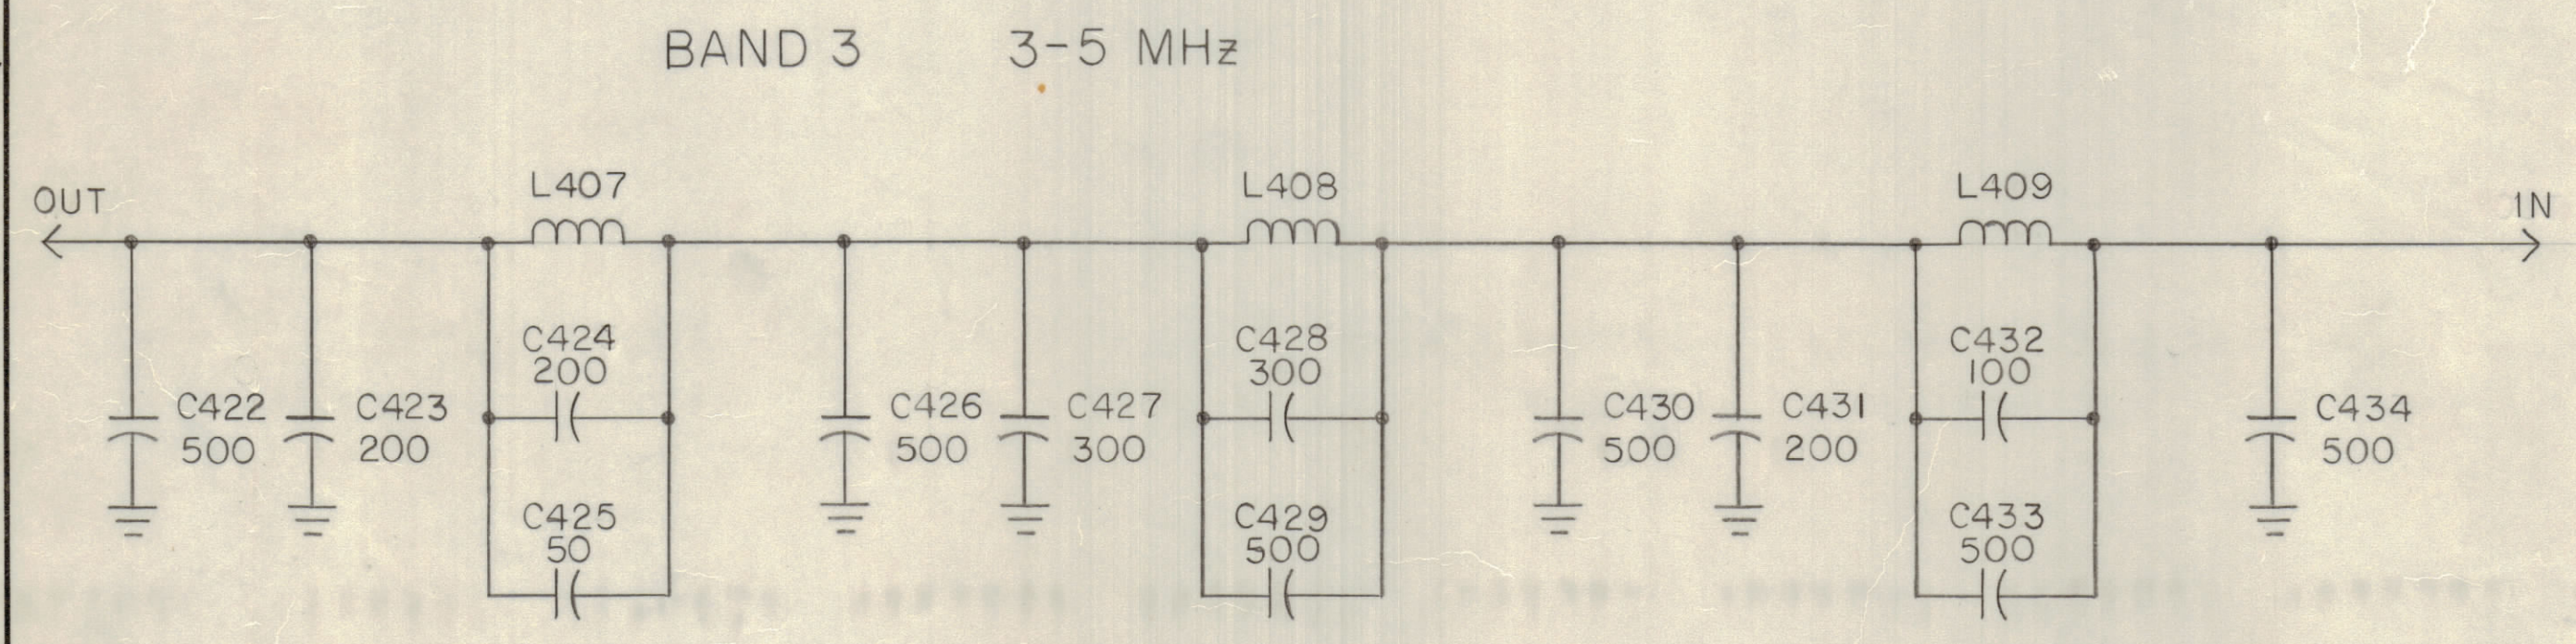 BAND 3 3-5 MHz
OUT
L407
L408
L409
IN
C424
200
C428
300
C432
100
C422
500
C423
200
C426
500
C427
300
C430
500
C431
200
C434
500
C425
50
C429
500
C433
500